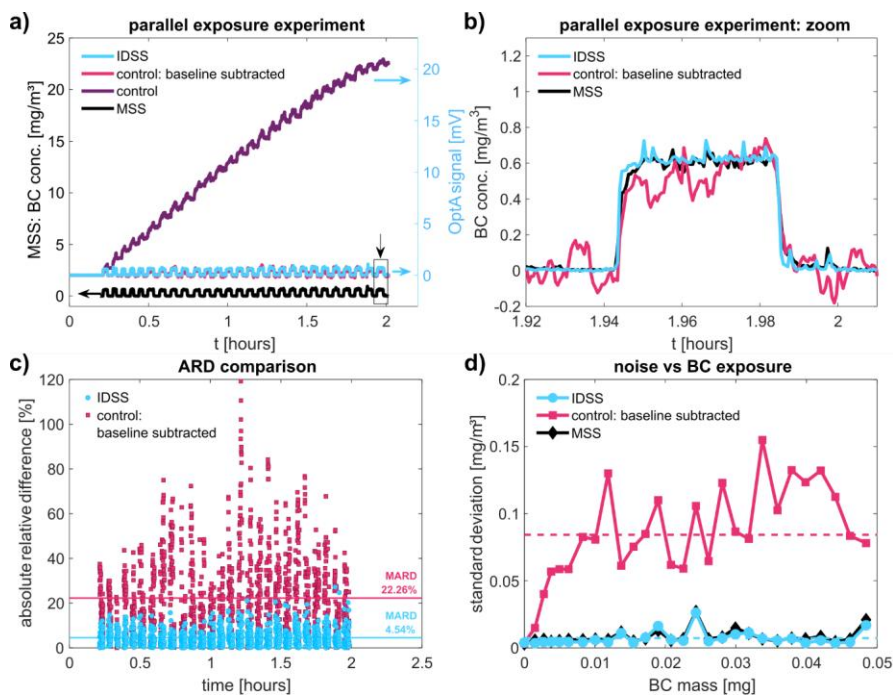 a)
parallel exposure experiment
IDSS
control: baseline subtracted
control
MSS
MSS: BC conc. [mg/m³]
25
20
15
10
5
0
OptA signal [mV]
20
15
10
5
0
0
0.5
1
1.5
2
t [hours]
b)
parallel exposure experiment: zoom
IDSS
control: baseline subtracted
MSS
BC conc. [mg/m³]
1.2
1
0.8
0.6
0.4
0.2
0
-0.2
1.92
1.94
1.96
1.98
2
t [hours]
c)
ARD comparison
IDSS
control:
baseline subtracted
absolute relative difference [%]
120
100
80
60
40
20
0
MARD
22.26%
MARD
4.54%
0
0.5
1
1.5
2
2.5
time [hours]
d)
noise vs BC exposure
IDSS
control: baseline subtracted
MSS
standard deviation [mg/m³]
0.2
0.15
0.1
0.05
0
0
0.01
0.02
0.03
0.04
0.05
BC mass [mg]